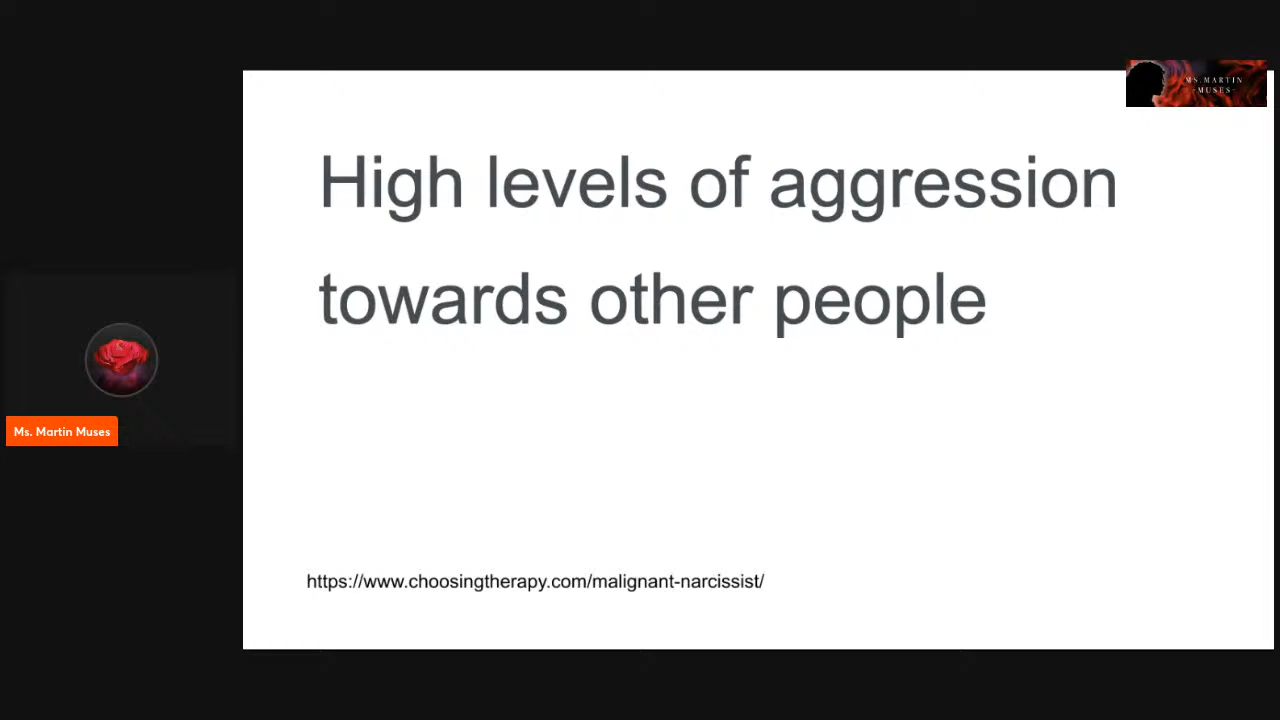 MS.MARTIN
-MUSES-
High levels of aggression
towards other people
Ms. Martin Muses
https://www.choosingtherapy.com/malignant-narcissist/